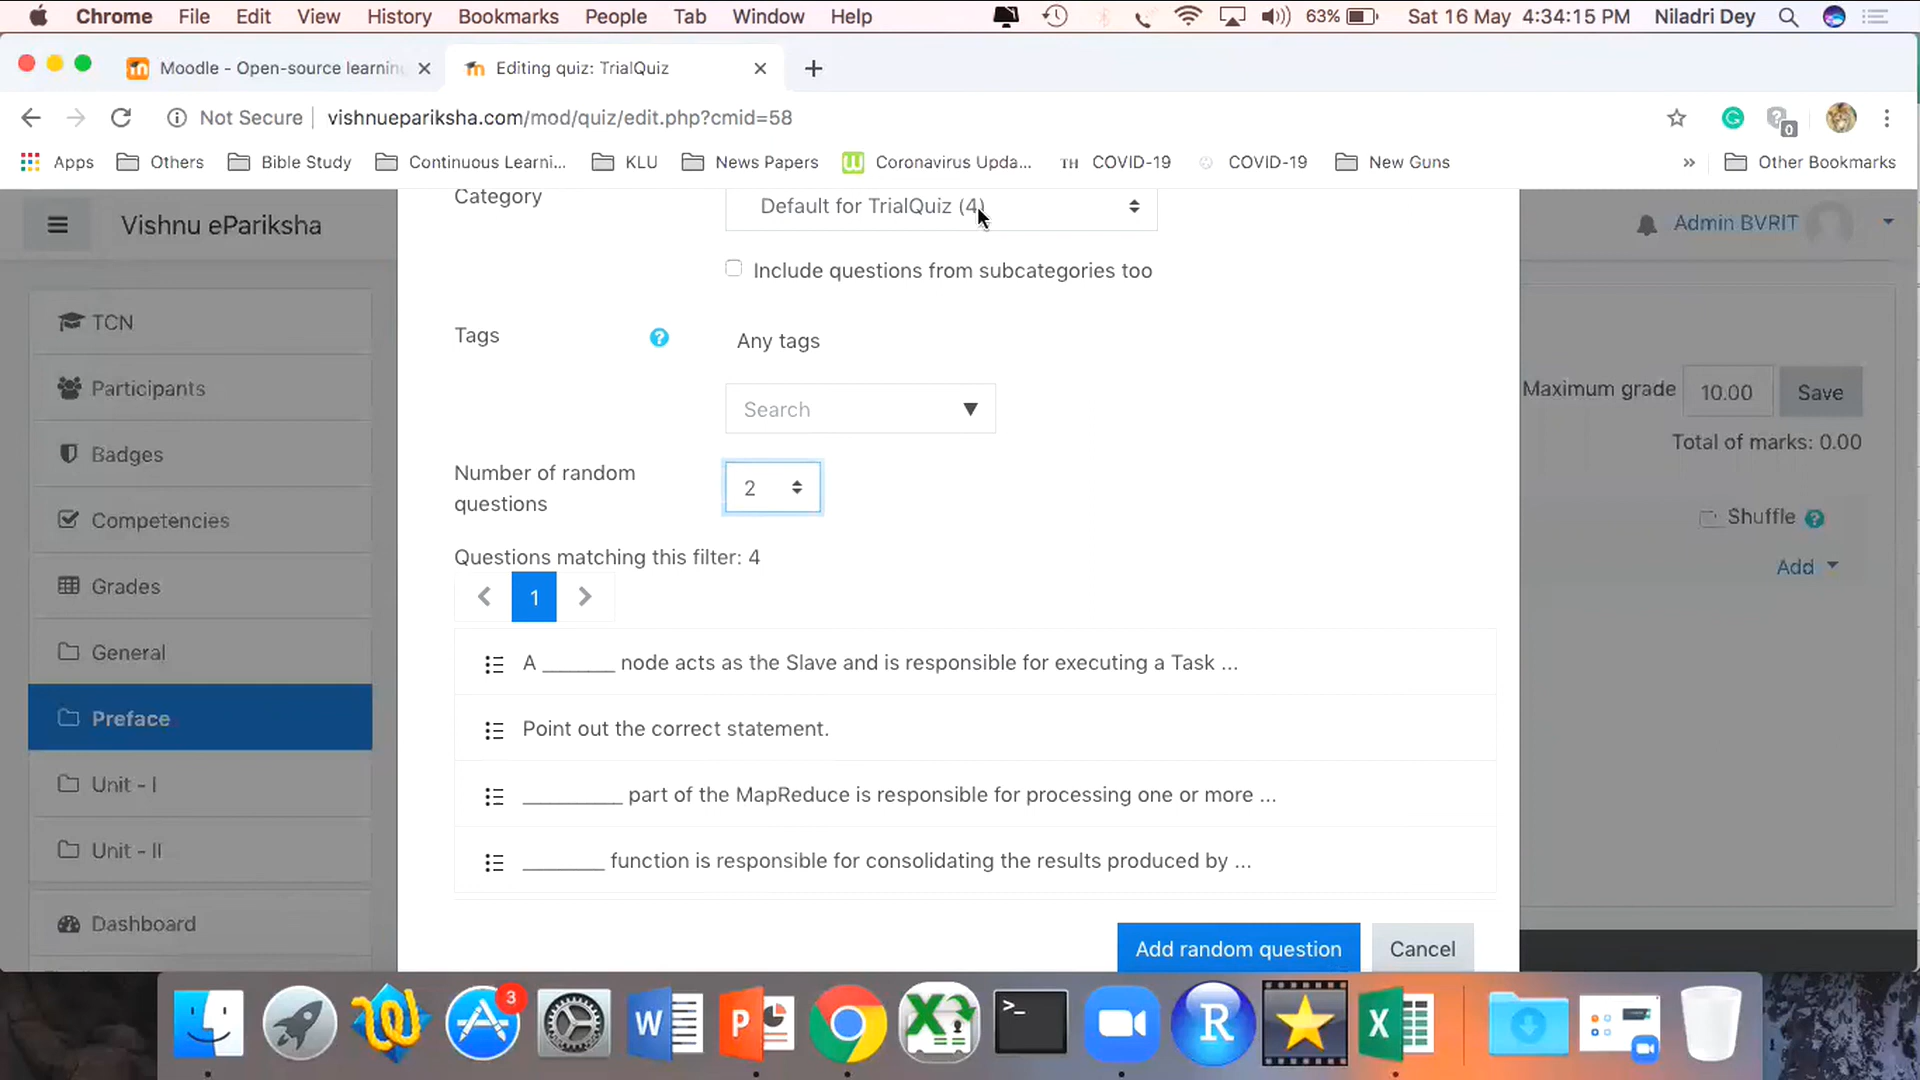 Chrome File Edit View History Bookmarks People Tab Window Help 63% Sat 16 May 4:34:15 PM Niladri Dey
Moodle - Open-source learning Editing quiz: TrialQuiz
Not Secure vishnuepariksha.com/mod/quiz/edit.php?cmid=58 0
Apps Others Bible Study Continuous Learni... KLU News Papers Coronavirus Upda... TH COVID-19 COVID-19 New Guns » Other Bookmarks
Vishnu ePariksha
Admin BVRIT
TCN
Participants
Badges
Competencies
Grades
General
Preface
Unit - I
Unit - II
Dashboard
Category Default for TrialQuiz (4)
Include questions from subcategories too
Tags ? Any tags
Search
Number of random
questions
2
Questions matching this filter: 4
1
A _______ node acts as the Slave and is responsible for executing a Task ...
Point out the correct statement.
_________ part of the MapReduce is responsible for processing one or more ...
_______ function is responsible for consolidating the results produced by ...
Add random question Cancel
Maximum grade 10.00 Save
Total of marks: 0.00
Shuffle ?
Add
3
W
P
X
>_
R
X